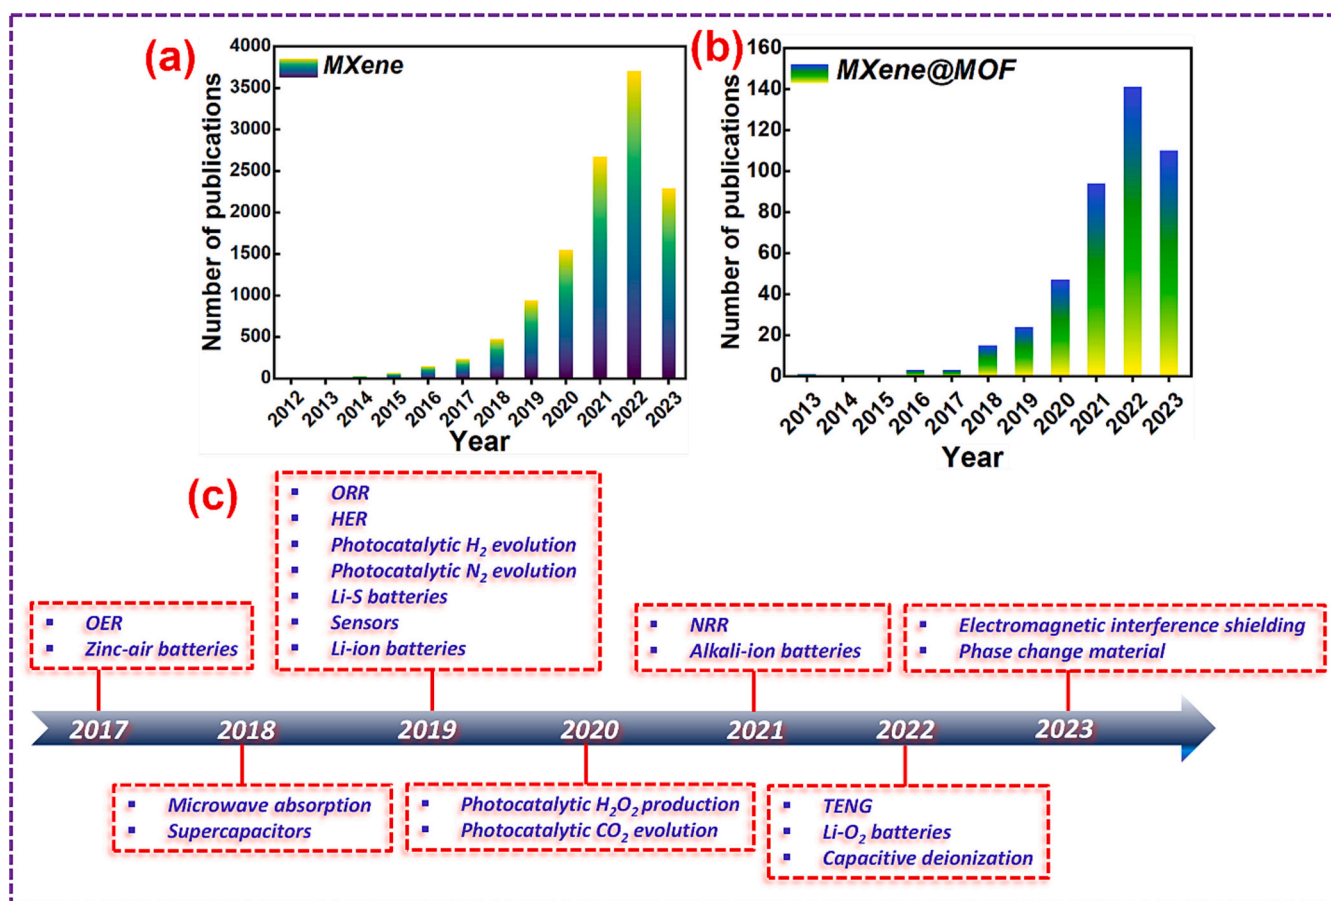 (a)
MXene
Number of publications
4000
3500
3000
2500
2000
1500
1000
500
0
2012 2013 2014 2015 2016 2017 2018 2019 2020 2021 2022 2023
Year
(b)
MXene@MOF
Number of publications
160
140
120
100
80
60
40
20
0
2013 2014 2015 2016 2017 2018 2019 2020 2021 2022 2023
Year
(c)
OER
Zinc-air batteries
ORR
HER
Photocatalytic H₂ evolution
Photocatalytic N₂ evolution
Li-S batteries
Sensors
Li-ion batteries
NRR
Alkali-ion batteries
Electromagnetic interference shielding
Phase change material
2017 2018 2019 2020 2021 2022 2023
Microwave absorption
Supercapacitors
Photocatalytic H₂O₂ production
Photocatalytic CO₂ evolution
TENG
Li-O₂ batteries
Capacitive deionization